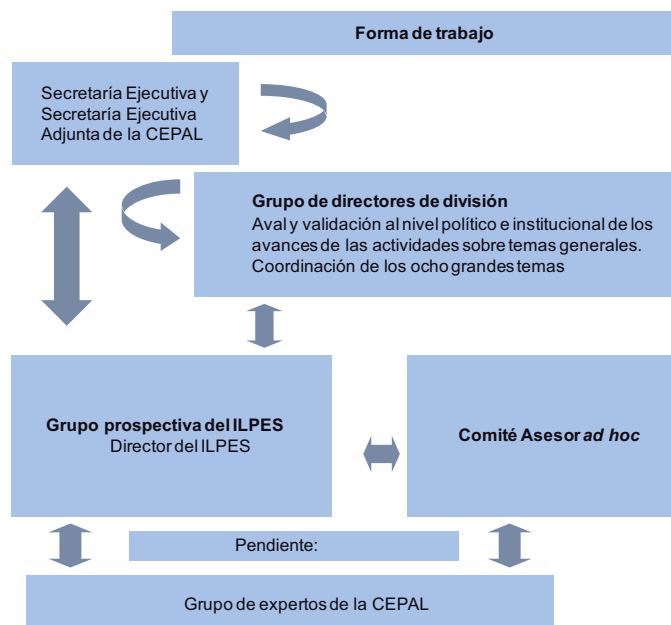 Forma de trabajo
Secretaría Ejecutiva y
Secretaría Ejecutiva
Adjunta de la CEPAL
Grupo de directores de división
Aval y validación al nivel político e institucional de los
avances de las actividades sobre temas generales.
Coordinación de los ocho grandes temas
Grupo prospectiva del ILPES
Director del ILPES
Comité Asesor ad hoc
Pendiente:
Grupo de expertos de la CEPAL